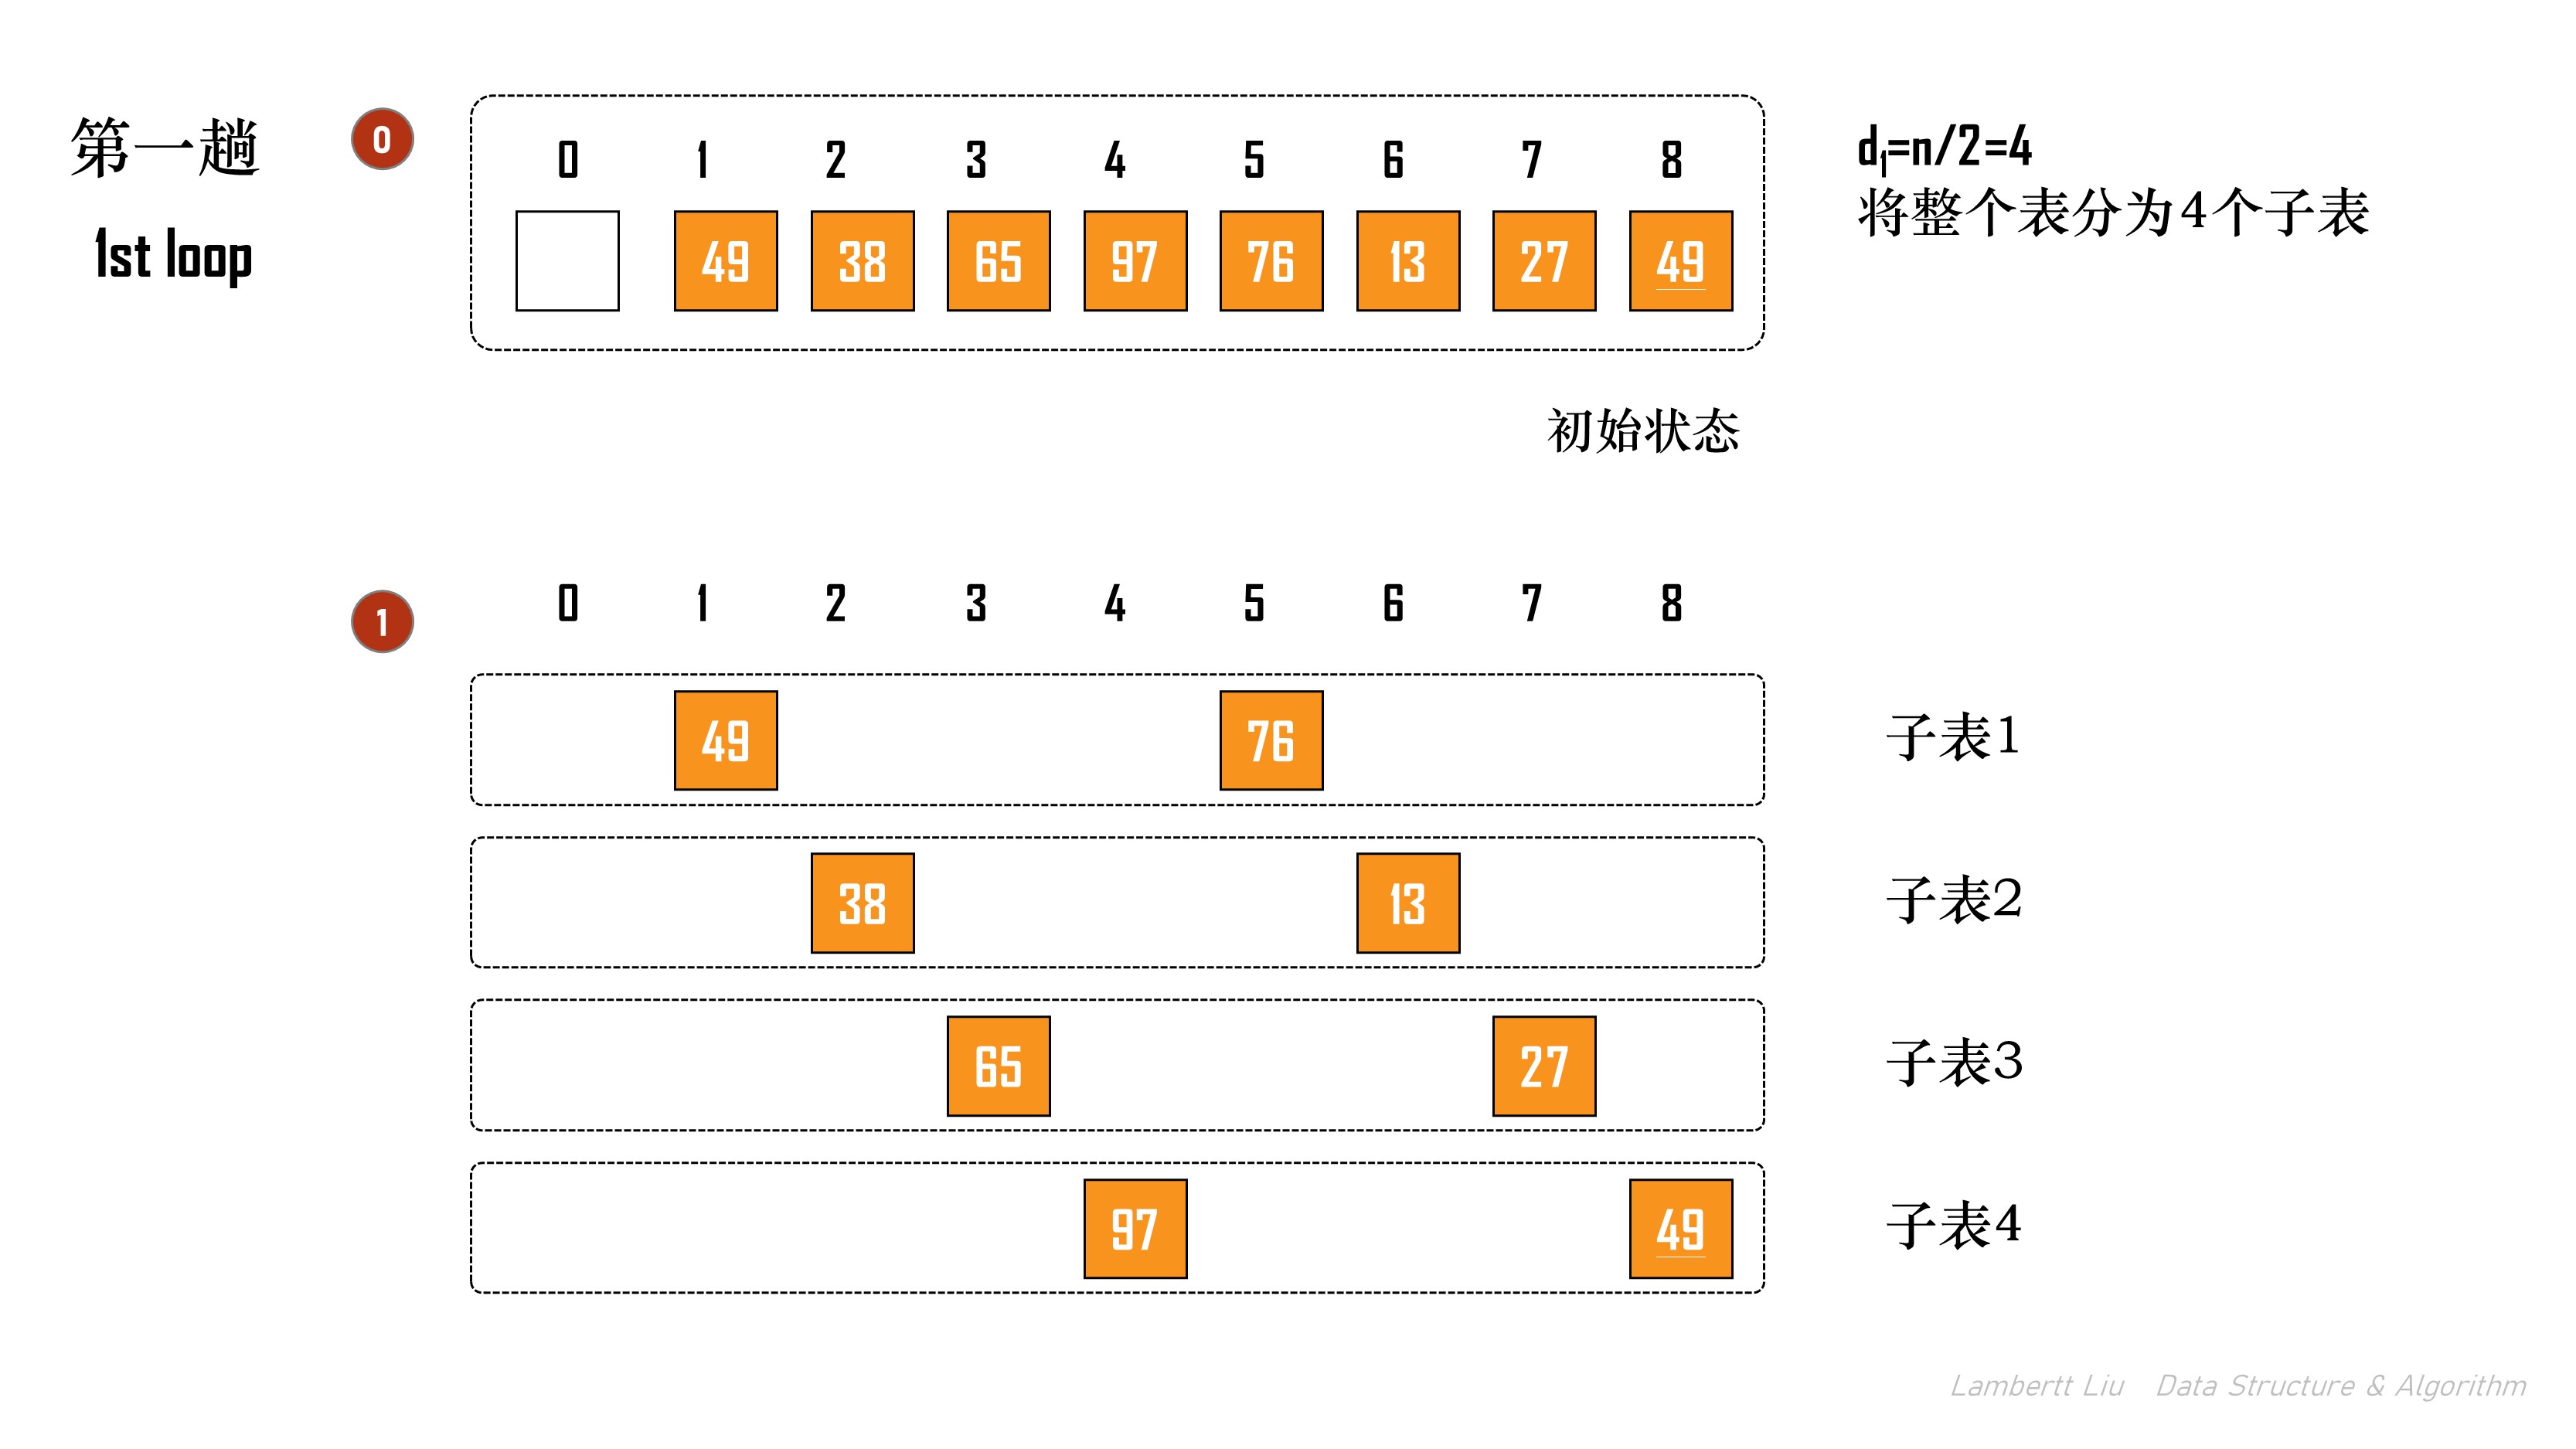 第一趟
1st loop
0
0 1 2 3 4 5 6 7 8
49 38 65 97 76 13 27 49
d1=n/2=4
将整个表分为4个子表
初始状态
1
0 1 2 3 4 5 6 7 8
49 76
子表1
38 13
子表2
65 27
子表3
97 49
子表4
Lambertt Liu Data Structure & Algorithm